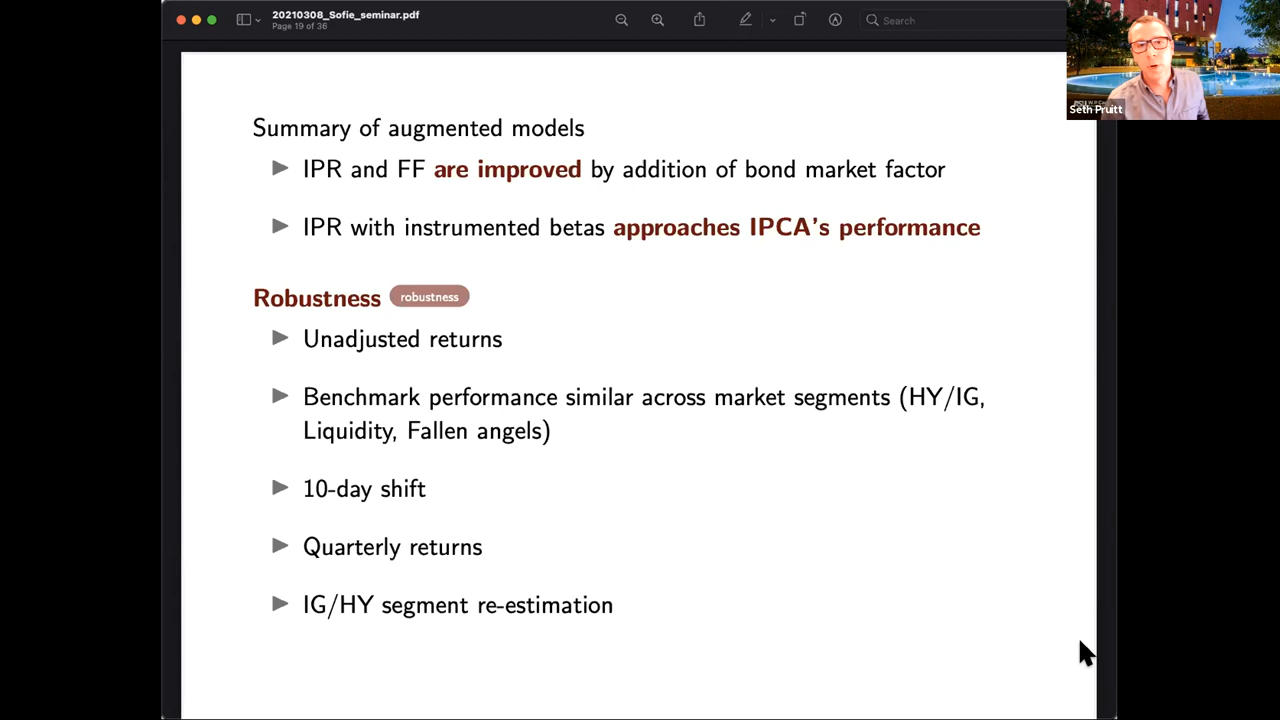 20210308_Sofie_seminar.pdf
Page 19 of 36
Search
Seth Pruitt
Summary of augmented models
IPR and FF are improved by addition of bond market factor
IPR with instrumented betas approaches IPCA's performance
Robustness robustness
Unadjusted returns
Benchmark performance similar across market segments (HY/IG,
Liquidity, Fallen angels)
10-day shift
Quarterly returns
IG/HY segment re-estimation